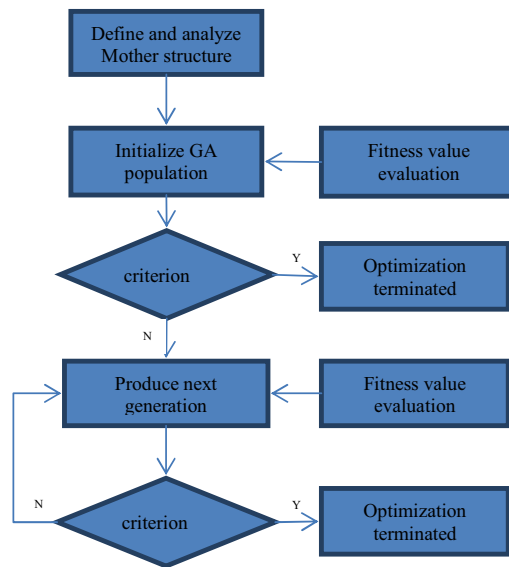 Define and analyze
Mother structure
Initialize GA
population
Fitness value
evaluation
criterion
Y
Optimization
terminated
N
Produce next
generation
Fitness value
evaluation
N
criterion
Y
Optimization
terminated